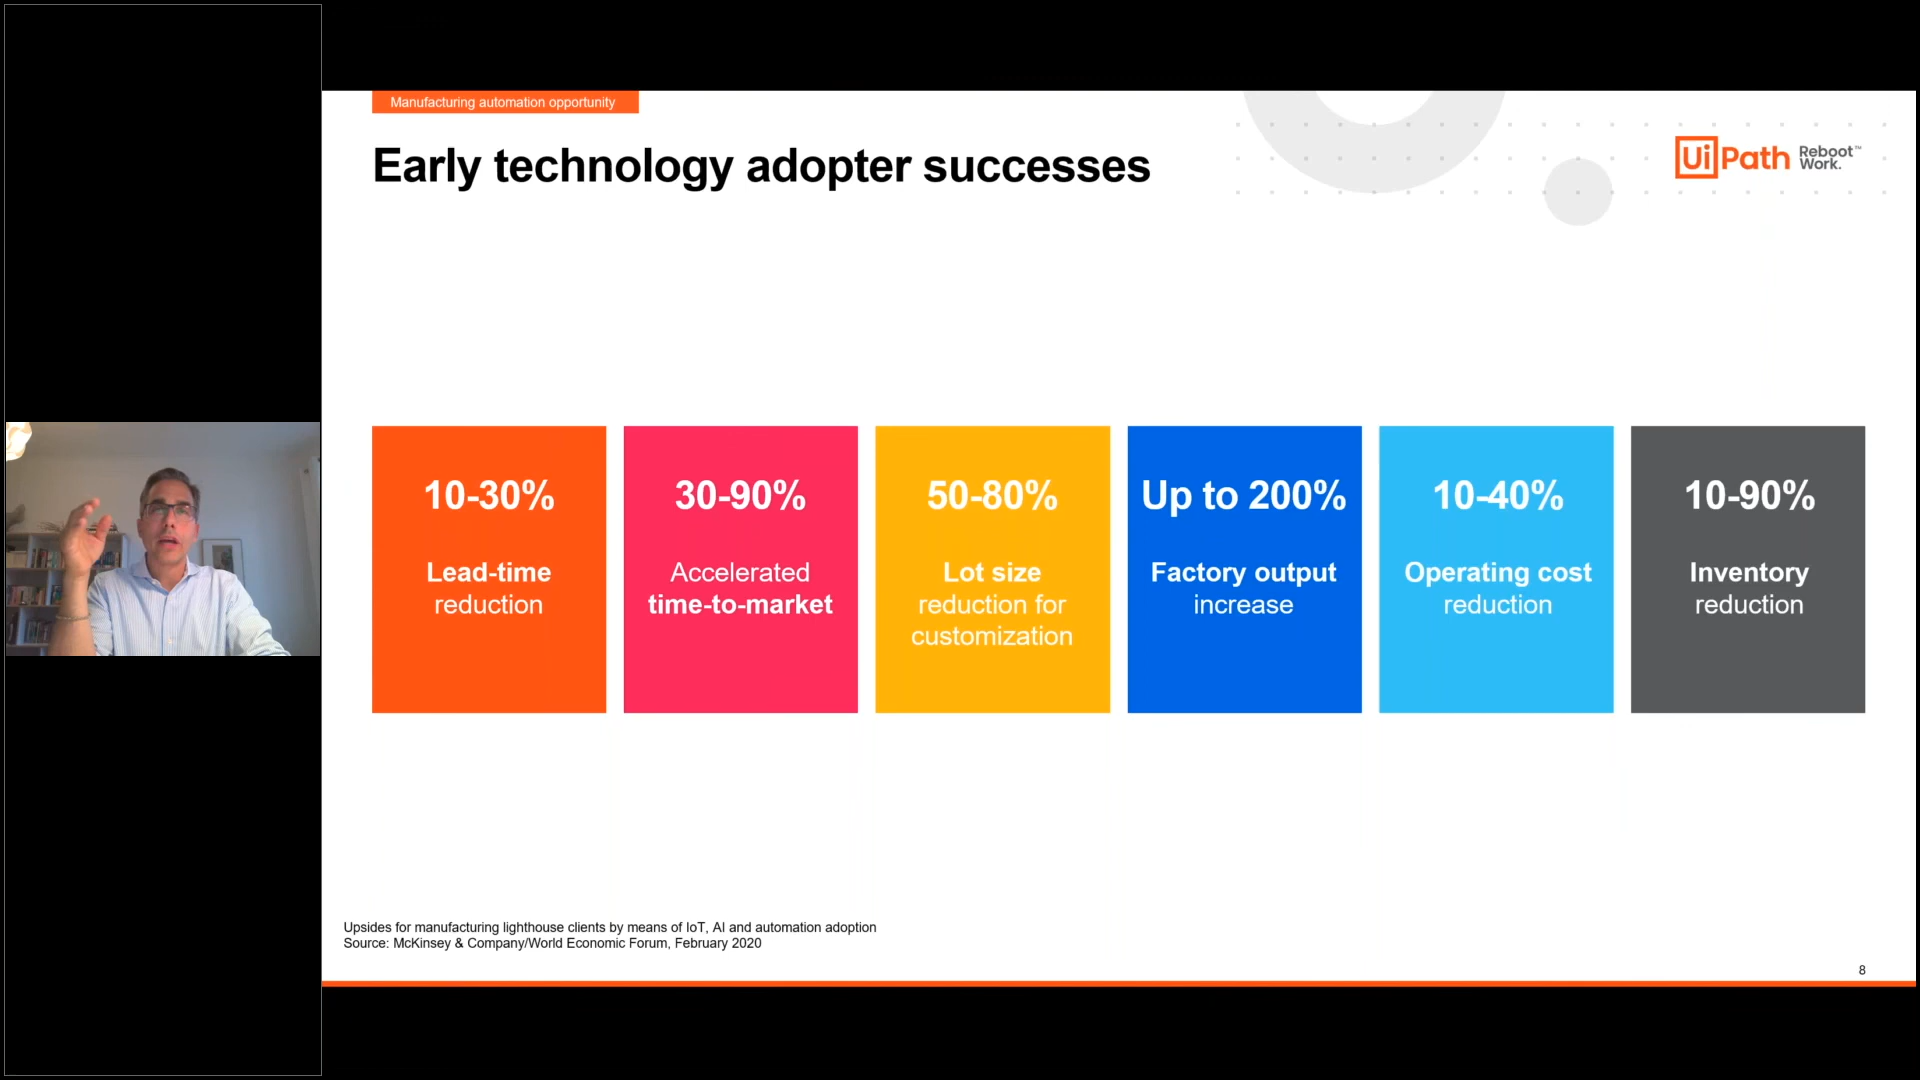 Manufacturing automation opportunity
Early technology adopter successes
UiPath Reboot™
Work.
10-30%
Lead-time
reduction
30-90%
Accelerated
time-to-market
50-80%
Lot size
reduction for
customization
Up to 200%
Factory output
increase
10-40%
Operating cost
reduction
10-90%
Inventory
reduction
Upsides for manufacturing lighthouse clients by means of IoT, AI and automation adoption
Source: McKinsey & Company/World Economic Forum, February 2020
8